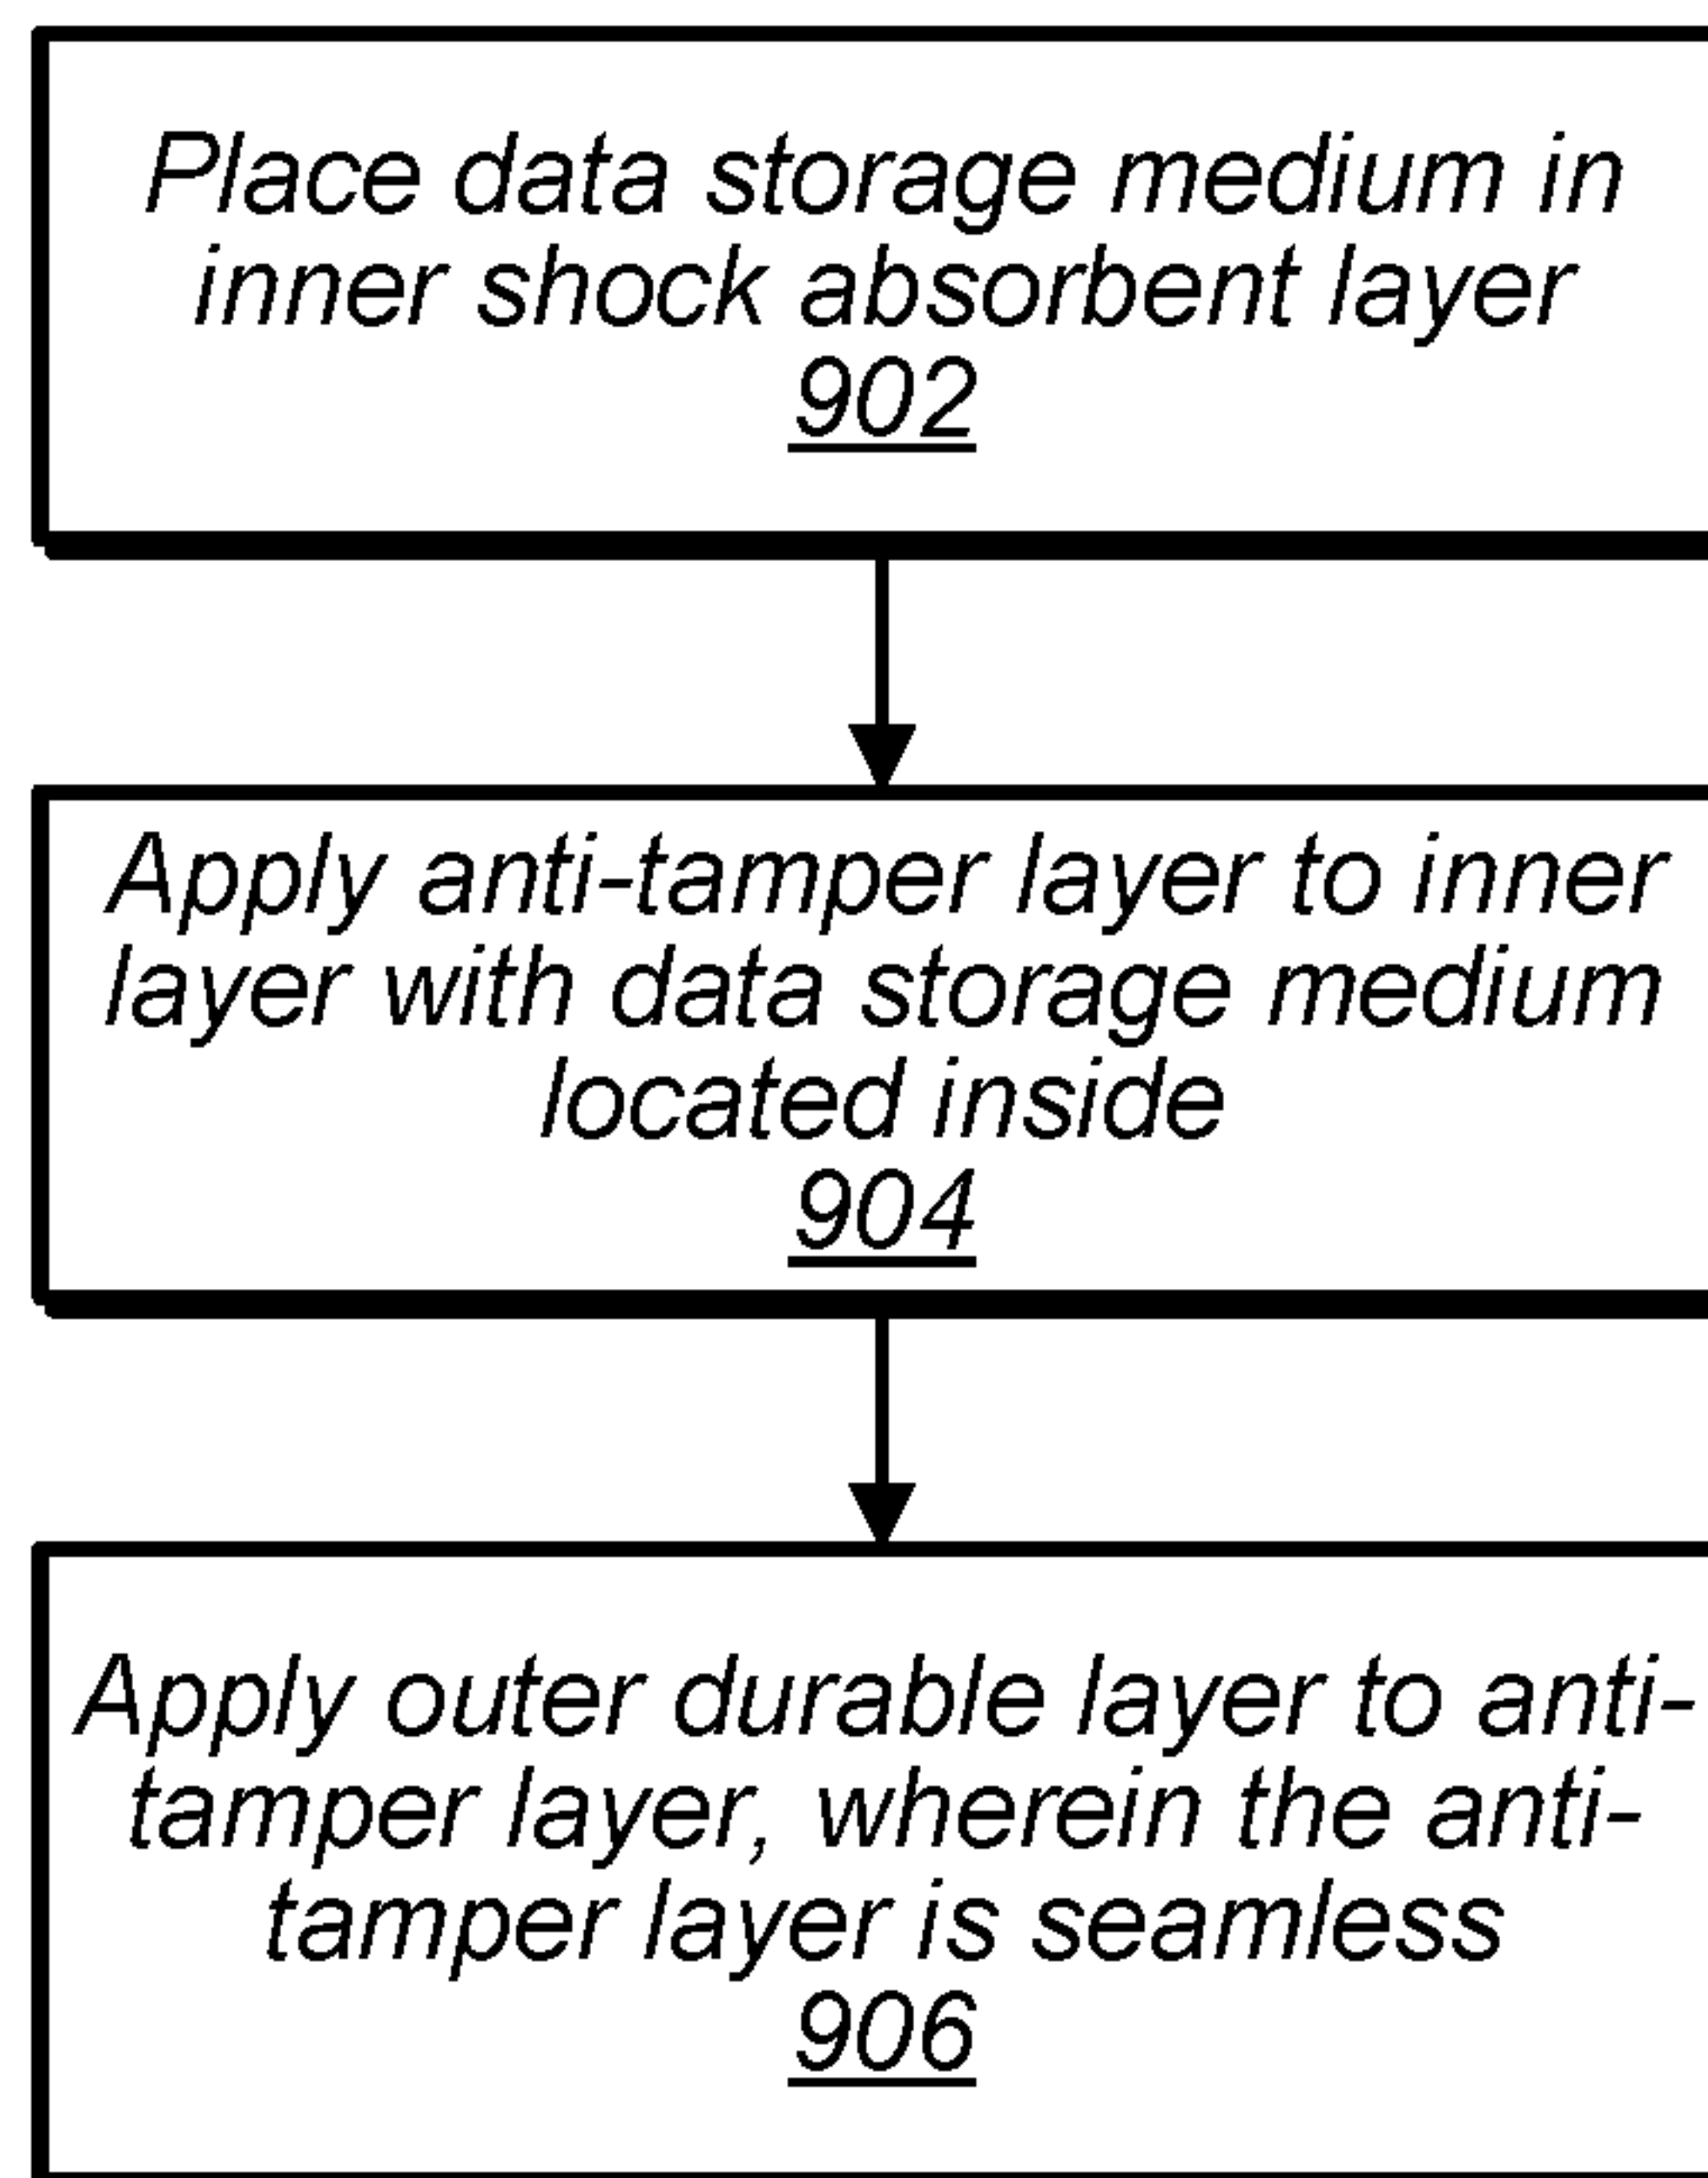 Place data storage medium in
inner shock absorbent layer
902
Apply anti-tamper layer to inner
layer with data storage medium
located inside
904
Apply outer durable layer to anti-
tamper layer, wherein the anti-
tamper layer is seamless
906